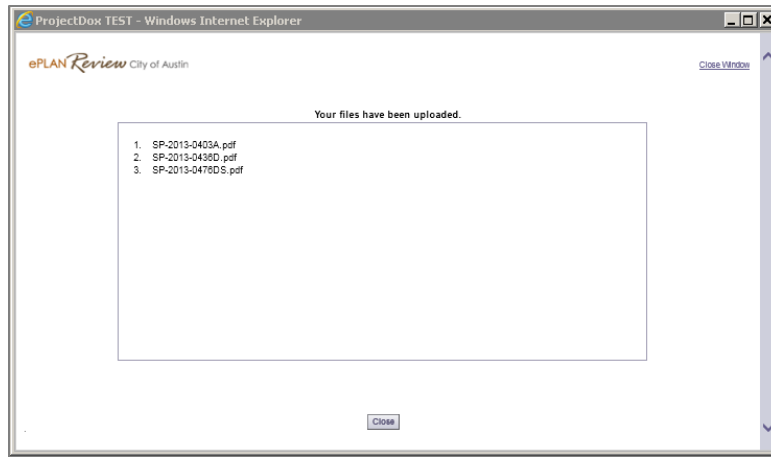 ProjectDox TEST - Windows Internet Explorer
ePLAN Review City of Austin
Close Window
Your files have been uploaded.
1. SP-2013-0403A.pdf
2. SP-2013-0436D.pdf
3. SP-2013-0476DS.pdf
Close